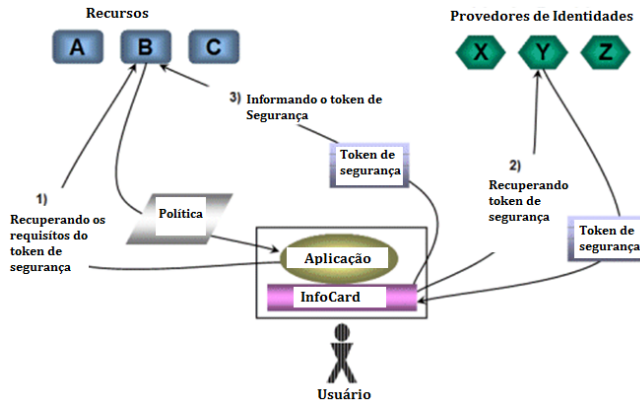 Recursos
Provedores de Identidades
A
B
C
X
Y
Z
3) Informando o token de
Segurança
Token de
segurança
2)
Recuperando
token de
segurança
1)
Recuperando os
requisítos do
token de
segurança
Política
Token de
segurança
Aplicação
InfoCard
Usuário